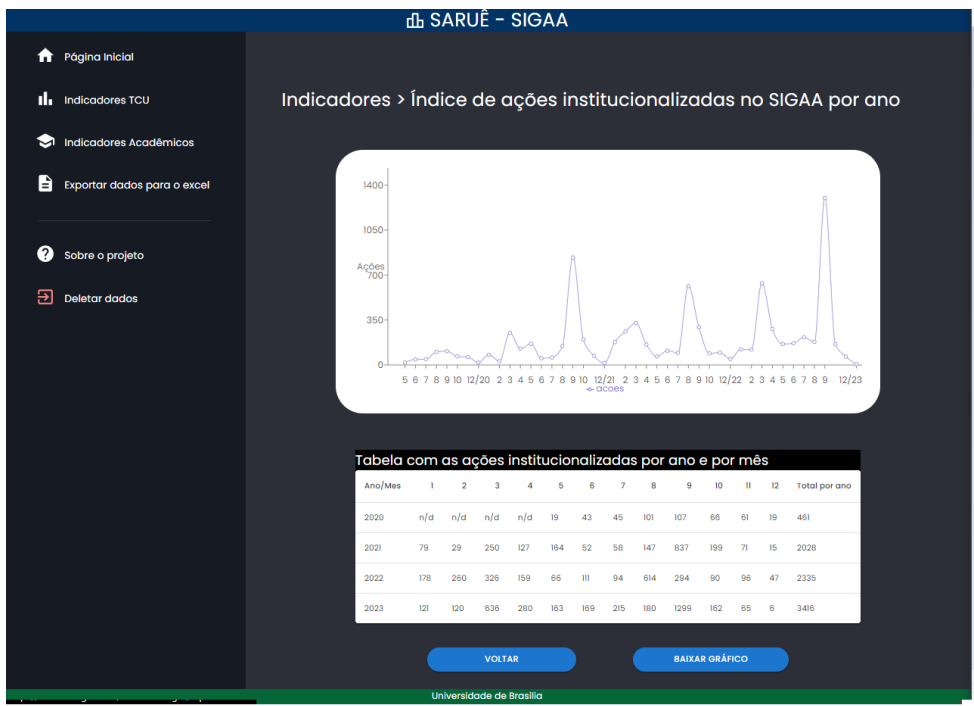 SARUÊ - SIGAA
Página Inicial
Indicadores TCU
Indicadores Acadêmicos
Exportar dados para o excel
Sobre o projeto
Deletar dados
Indicadores > Índice de ações institucionalizadas no SIGAA por ano
1400
1050
Ações
700
350
0
5 6 7 8 9 10 12/20 2 3 4 5 6 7 8 9 10 12/21 2 3 4 5 6 7 8 9 10 12/22 2 3 4 5 6 7 8 9 12/23
acoes
Tabela com as ações institucionalizadas por ano e por mês
Ano/Mes 1 2 3 4 5 6 7 8 9 10 11 12 Total por ano
2020 n/d n/d n/d n/d 19 43 45 101 107 66 61 19 461
2021 79 29 250 127 164 52 58 147 837 199 71 15 2028
2022 178 260 326 159 66 111 94 614 294 90 96 47 2335
2023 121 120 636 280 163 169 215 180 1299 162 65 6 3416
VOLTAR
BAIXAR GRÁFICO
Universidade de Brasília